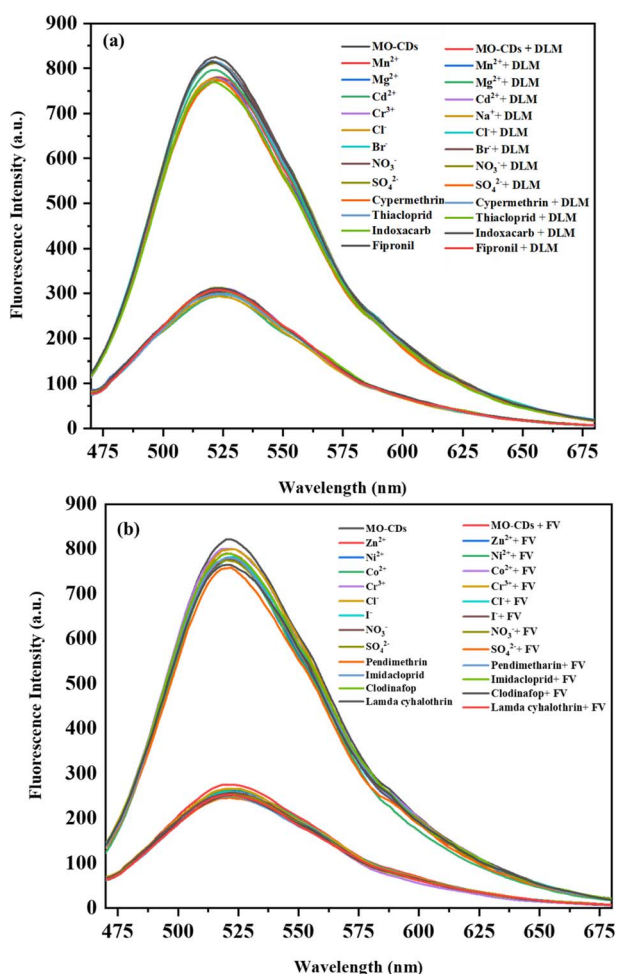 (a)
Fluorescence Intensity (a.u.)
900
800
700
600
500
400
300
200
100
0
MO-CDs
Mn²⁺
Mg²⁺
Cd²⁺
Cr³⁺
Cl⁻
Br⁻
NO₃⁻
SO₄²⁻
Cypermethrin
Thiacloprid
Indoxacarb
Fipronil
MO-CDs + DLM
Mn²⁺+ DLM
Mg²⁺+ DLM
Cd²⁺+ DLM
Na⁺+ DLM
Cl⁻+ DLM
Br⁻+ DLM
NO₃⁻+ DLM
SO₄²⁻+ DLM
Cypermethrin + DLM
Thiacloprid + DLM
Indoxacarb + DLM
Fipronil + DLM
475 500 525 550 575 600 625 650 675
Wavelength (nm)
(b)
Fluorescence Intensity (a.u.)
900
800
700
600
500
400
300
200
100
0
MO-CDs
Zn²⁺
Ni²⁺
Co²⁺
Cr³⁺
Cl⁻
I⁻
NO₃⁻
SO₄²⁻
Pendimethrin
Imidacloprid
Clodinafop
Lamda cyhalothrin
MO-CDs + FV
Zn²⁺+ FV
Ni²⁺+ FV
Co²⁺+ FV
Cr³⁺+ FV
Cl⁻+ FV
I⁻+ FV
NO₃⁻+ FV
SO₄²⁻+ FV
Pendimetharin+ FV
Imidacloprid+ FV
Clodinafop+ FV
Lamda cyhalothrin+ FV
475 500 525 550 575 600 625 650 675
Wavelength (nm)